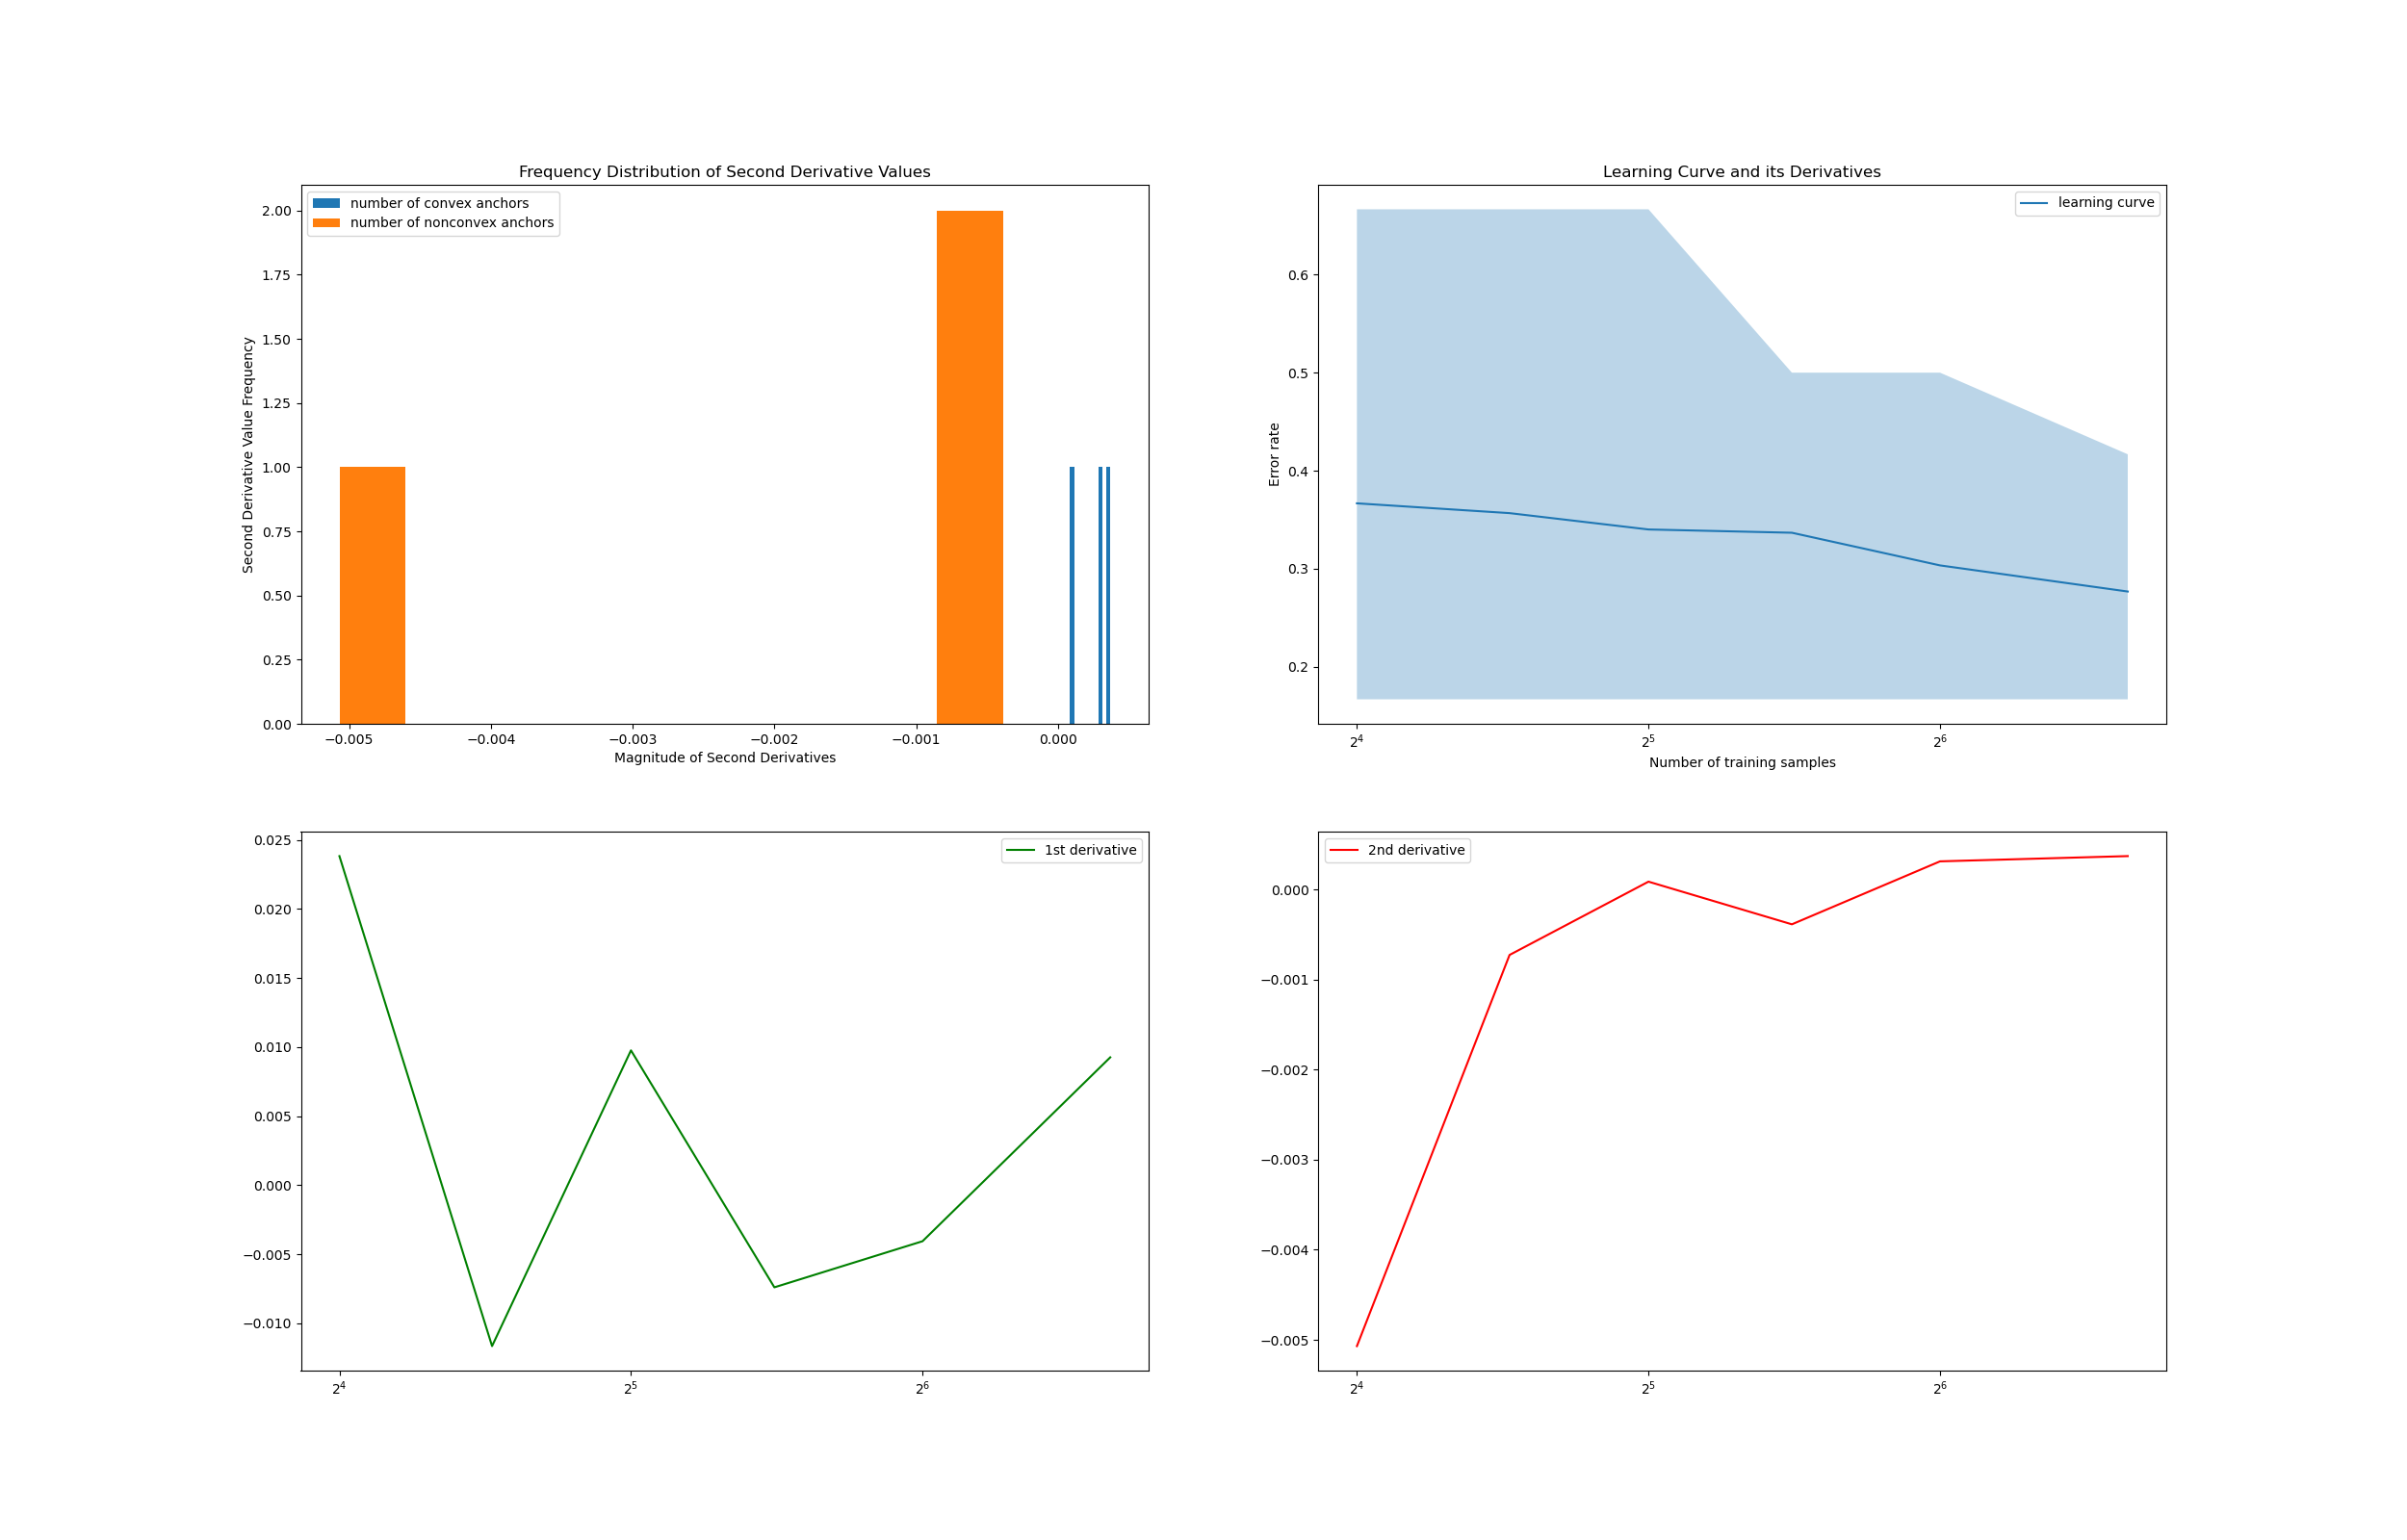 Frequency Distribution of Second Derivative Values
number of convex anchors
number of nonconvex anchors
2.00
1.75
1.50
1.25
1.00
0.75
0.50
0.25
0.00
Second Derivative Value Frequency
−0.005 −0.004 −0.003 −0.002 −0.001 0.000
Magnitude of Second Derivatives
Learning Curve and its Derivatives
learning curve
0.6
0.5
0.4
0.3
0.2
Error rate
2⁴ 2⁵ 2⁶
Number of training samples
1st derivative
0.025
0.020
0.015
0.010
0.005
0.000
−0.005
−0.010
2⁴ 2⁵ 2⁶
2nd derivative
0.000
−0.001
−0.002
−0.003
−0.004
−0.005
2⁴ 2⁵ 2⁶